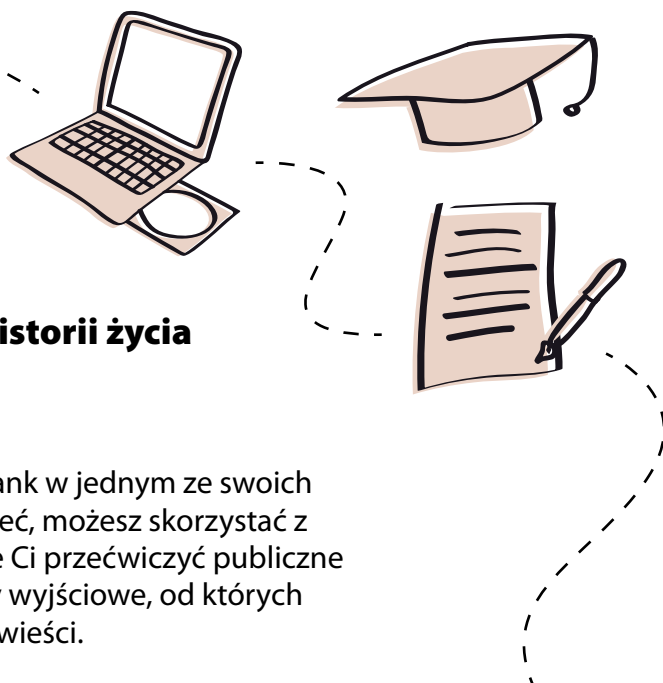 istorii życia
ank w jednym ze swoich
eć, możesz skorzystać z
e Ci przećwiczyć publiczne
y wyjściowe, od których
wieści.